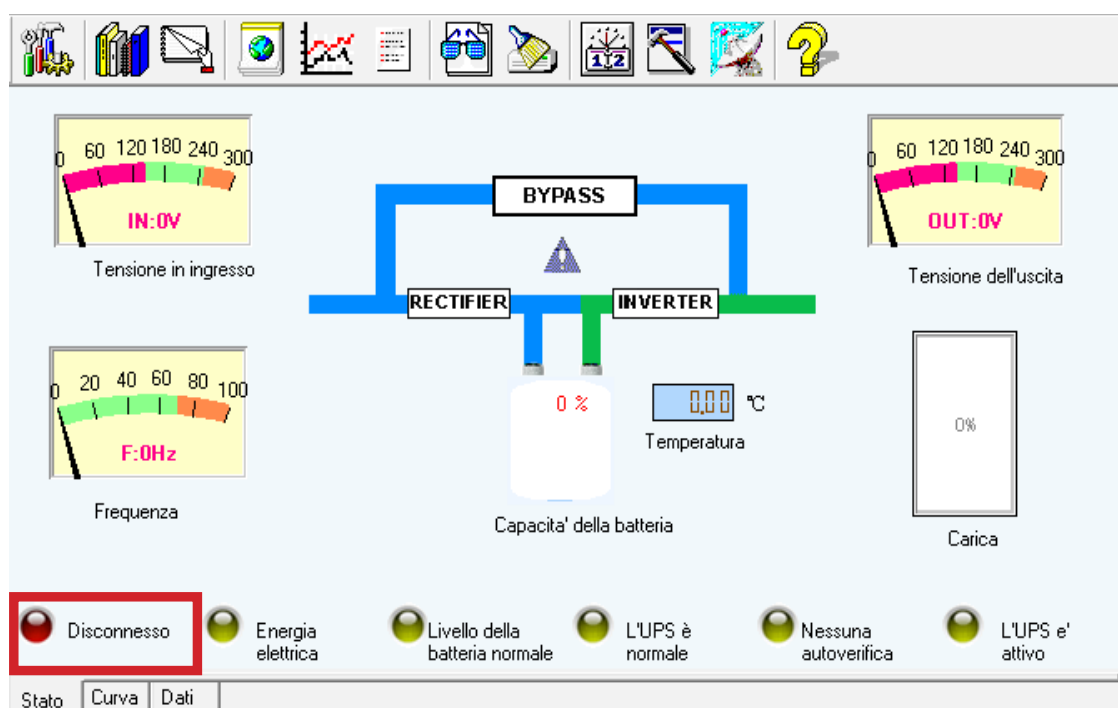 0 60 120 180 240 300
IN:0V
Tensione in ingresso
BYPASS
RECTIFIER
INVERTER
0 60 120 180 240 300
OUT:0V
Tensione dell'uscita
0 20 40 60 80 100
F:0Hz
Frequenza
0 %
Capacita' della batteria
0,00 °C
Temperatura
0%
Carica
Disconnesso
Energia
elettrica
Livello della
batteria normale
L'UPS è
normale
Nessuna
autoverifica
L'UPS e'
attivo
Stato Curva Dati